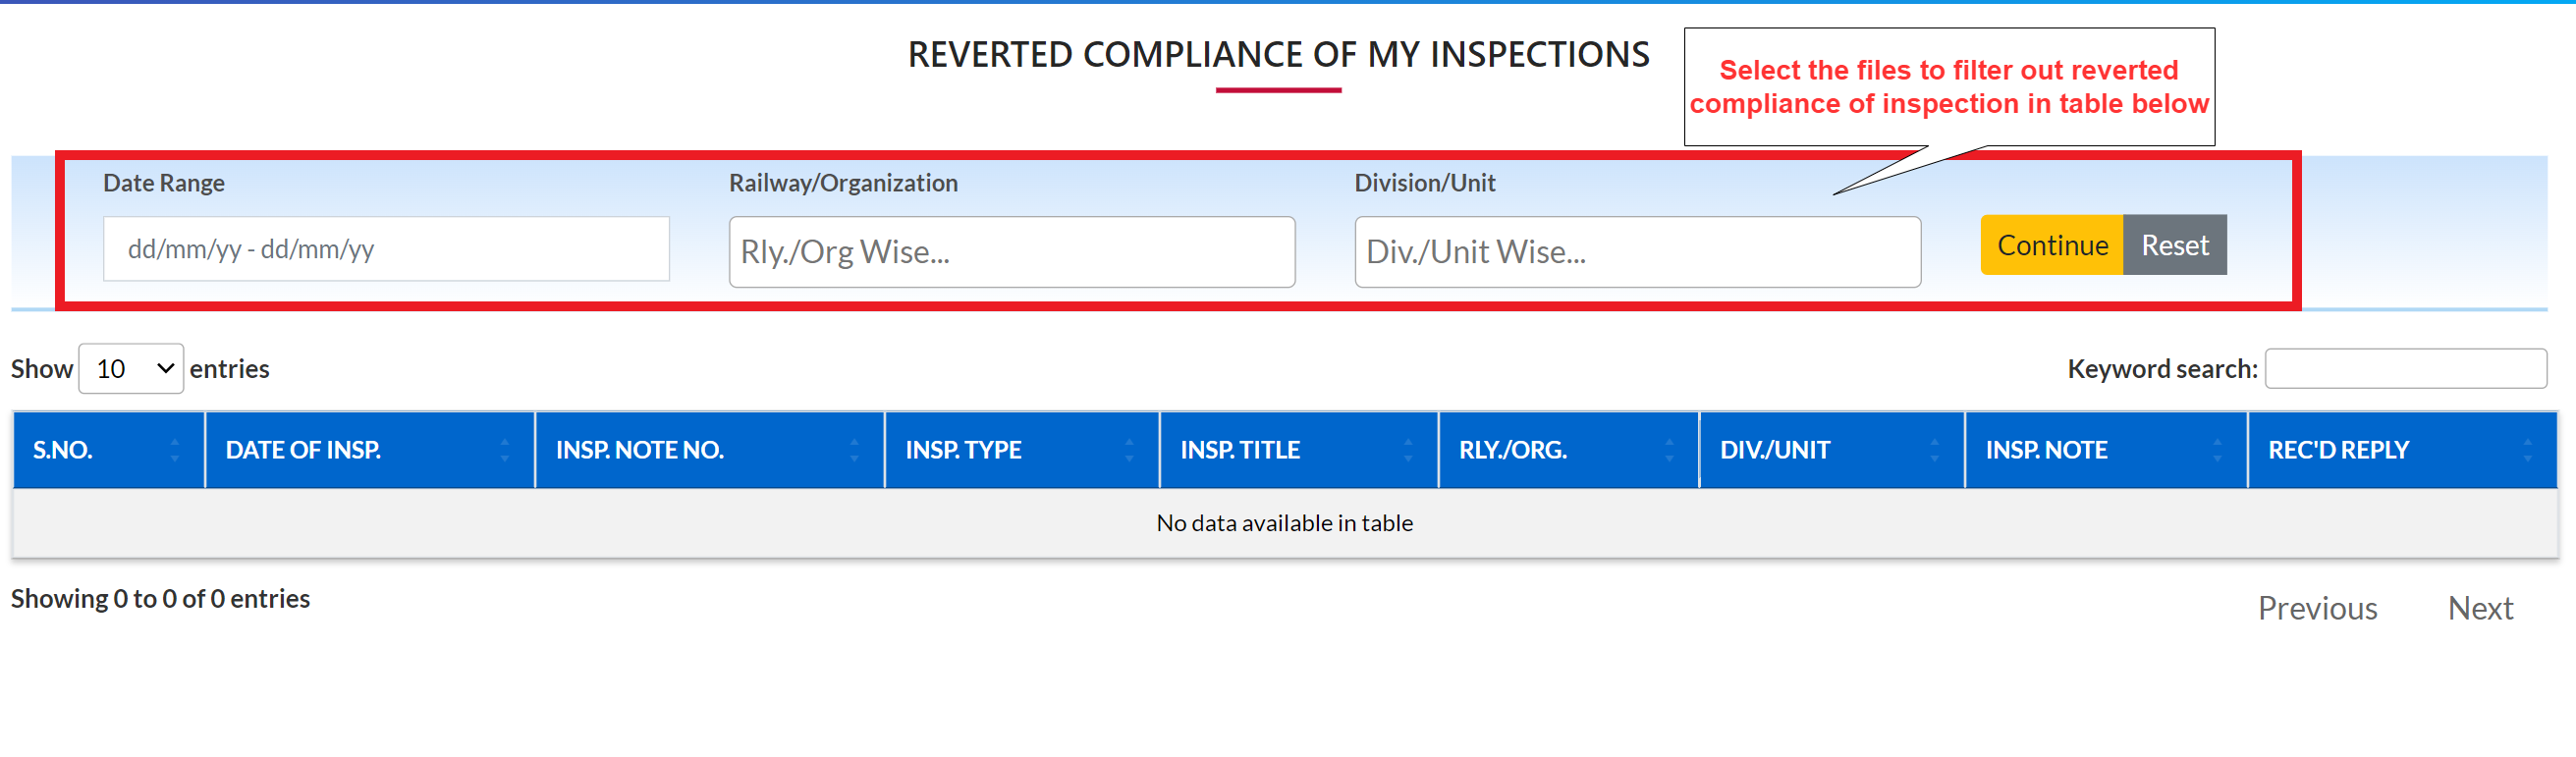 REVERTED COMPLIANCE OF MY INSPECTIONS
Select the files to filter out reverted
compliance of inspection in table below
Date Range Railway/Organization Division/Unit
dd/mm/yy - dd/mm/yy Rly./Org Wise... Div./Unit Wise... Continue Reset
Show 10 entries Keyword search:
S.NO. DATE OF INSP. INSP. NOTE NO. INSP. TYPE INSP. TITLE RLY./ORG. DIV./UNIT INSP. NOTE REC'D REPLY
No data available in table
Showing 0 to 0 of 0 entries Previous Next